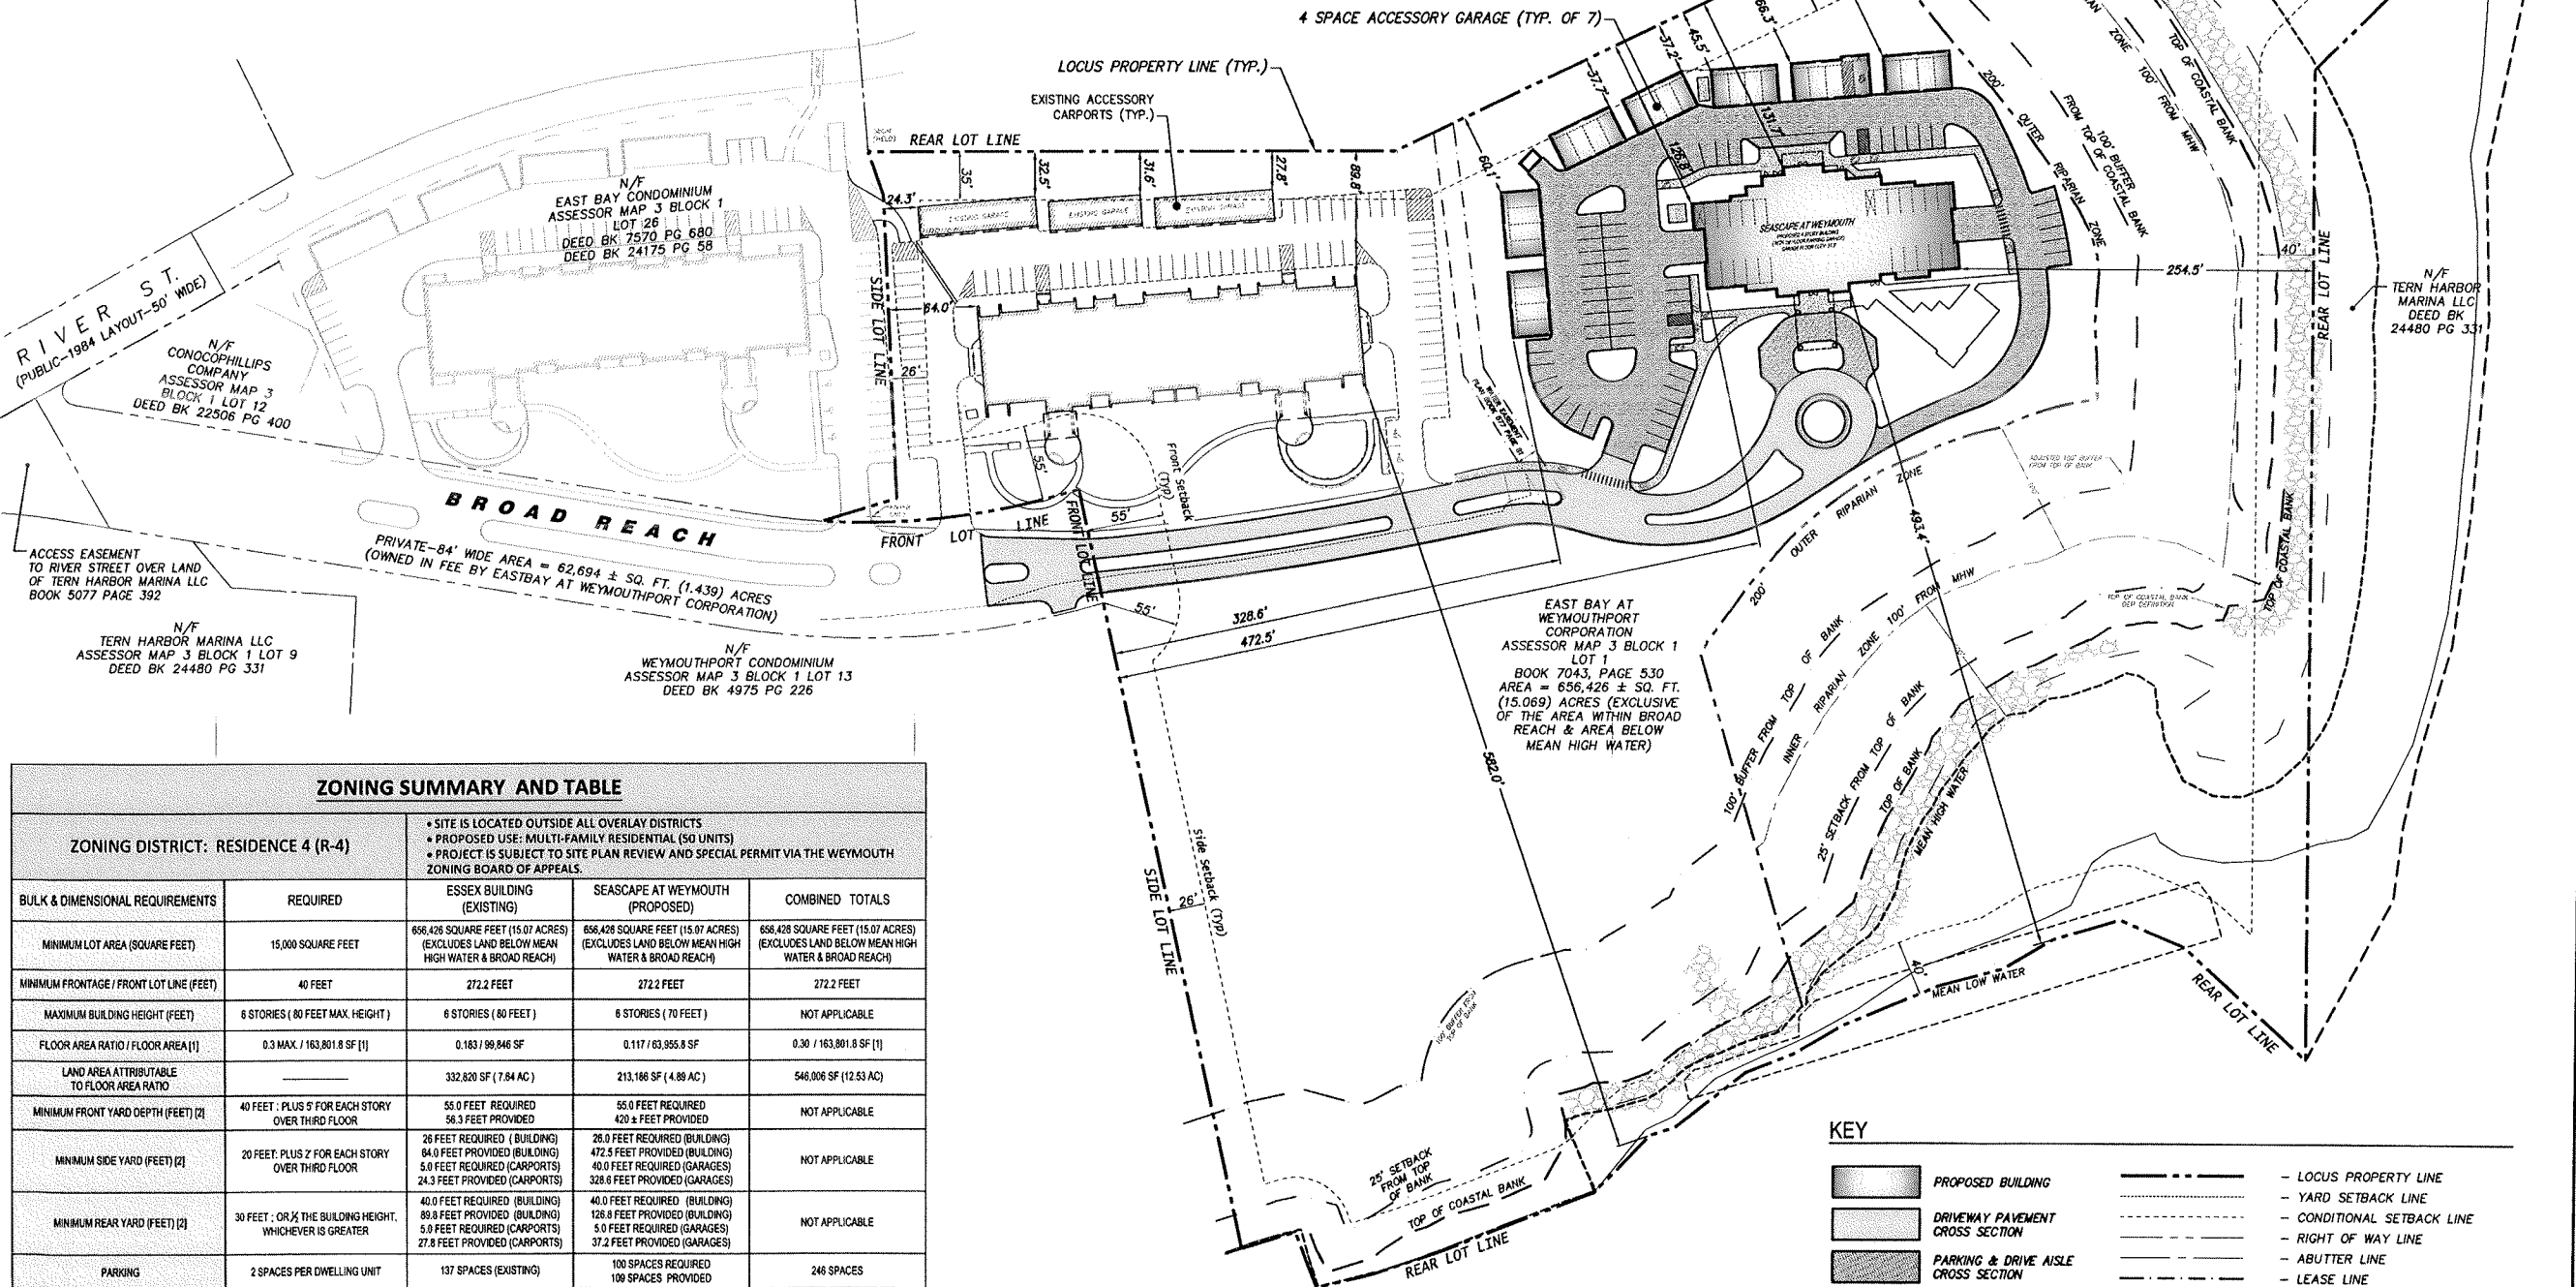 4 SPACE ACCESSORY GARAGE (TYP. OF 7)
LOCUS PROPERTY LINE (TYP.)
EXISTING ACCESSORY
CARPORTS (TYP.)
REAR LOT LINE
37.7'
37.2'
45.5'
66.3'
131.7'
126.8'
60.1'
35'
32.5'
31.6'
27.8'
89.8'
24.3'
EXISTING GARAGE
EXISTING GARAGE
EXISTING GARAGE
64.0'
26'
SIDE LOT LINE
N/F
EAST BAY CONDOMINIUM
ASSESSOR MAP 3 BLOCK 1
LOT 26
DEED BK 7570 PG 680
DEED BK 24175 PG 58
RIVER ST.
(PUBLIC-1984 LAYOUT-50' WIDE)
N/F
CONOCOPHILLIPS
COMPANY
ASSESSOR MAP 3
BLOCK 1 LOT 12
DEED BK 22506 PG 400
SEASCAPE AT WEYMOUTH
200'
OUTER RIPARIAN ZONE
100' BUFFER
FROM TOP OF COASTAL BANK
ZONE 100' FROM MHW
TOP OF COASTAL BANK
254.5'
40'
REAR LOT LINE
N/F
TERN HARBOR
MARINA LLC
DEED BK
24480 PG 331
BROAD REACH
PRIVATE-84' WIDE AREA = 62,694 ± SQ. FT. (1.439) ACRES
(OWNED IN FEE BY EASTBAY AT WEYMOUTHPORT CORPORATION)
ACCESS EASEMENT
TO RIVER STREET OVER LAND
OF TERN HARBOR MARINA LLC
BOOK 5077 PAGE 392
N/F
TERN HARBOR MARINA LLC
ASSESSOR MAP 3 BLOCK 1 LOT 9
DEED BK 24480 PG 331
N/F
WEYMOUTHPORT CONDOMINIUM
ASSESSOR MAP 3 BLOCK 1 LOT 13
DEED BK 4975 PG 226
FRONT LOT LINE
FRONT LOT LINE
55'
55'
55'
Front Setback
(Typ)
328.6'
472.5'
582.0'
493.4'
EAST BAY AT
WEYMOUTHPORT
CORPORATION
ASSESSOR MAP 3 BLOCK 1
LOT 1
BOOK 7043, PAGE 530
AREA = 656,426 ± SQ. FT.
(15.069) ACRES (EXCLUSIVE
OF THE AREA WITHIN BROAD
REACH & AREA BELOW
MEAN HIGH WATER)
200'
OUTER RIPARIAN ZONE
ADJUSTED 100' BUFFER
FROM TOP OF BANK
TOP OF COASTAL BANK
DEP DEFINITION
TOP OF COASTAL BANK
100' BUFFER FROM TOP OF BANK
INNER RIPARIAN ZONE 100' FROM MHW
25' SETBACK FROM TOP OF BANK
TOP OF BANK
MEAN HIGH WATER
SIDE LOT LINE
26'
Side Setback (Typ)
100' BUFFER FROM
TOP OF BANK
40'
MEAN LOW WATER
REAR LOT LINE
25' SETBACK
FROM TOP
OF BANK
TOP OF COASTAL BANK
REAR LOT LINE
ZONING SUMMARY AND TABLE
ZONING DISTRICT: RESIDENCE 4 (R-4)
• SITE IS LOCATED OUTSIDE ALL OVERLAY DISTRICTS
• PROPOSED USE: MULTI-FAMILY RESIDENTIAL (50 UNITS)
• PROJECT IS SUBJECT TO SITE PLAN REVIEW AND SPECIAL PERMIT VIA THE WEYMOUTH
ZONING BOARD OF APPEALS.
BULK & DIMENSIONAL REQUIREMENTS
REQUIRED
ESSEX BUILDING
(EXISTING)
SEASCAPE AT WEYMOUTH
(PROPOSED)
COMBINED TOTALS
MINIMUM LOT AREA (SQUARE FEET)
15,000 SQUARE FEET
656,426 SQUARE FEET (15.07 ACRES)
(EXCLUDES LAND BELOW MEAN
HIGH WATER & BROAD REACH)
656,426 SQUARE FEET (15.07 ACRES)
(EXCLUDES LAND BELOW MEAN HIGH
WATER & BROAD REACH)
656,426 SQUARE FEET (15.07 ACRES)
(EXCLUDES LAND BELOW MEAN HIGH
WATER & BROAD REACH)
MINIMUM FRONTAGE / FRONT LOT LINE (FEET)
40 FEET
272.2 FEET
272.2 FEET
272.2 FEET
MAXIMUM BUILDING HEIGHT (FEET)
6 STORIES ( 80 FEET MAX. HEIGHT )
6 STORIES ( 80 FEET )
6 STORIES ( 70 FEET )
NOT APPLICABLE
FLOOR AREA RATIO / FLOOR AREA [1]
0.3 MAX. / 163,801.8 SF [1]
0.183 / 99,846 SF
0.117 / 63,955.8 SF
0.30 / 163,801.8 SF [1]
LAND AREA ATTRIBUTABLE
TO FLOOR AREA RATIO
332,820 SF ( 7.64 AC )
213,186 SF ( 4.89 AC )
546,006 SF (12.53 AC)
MINIMUM FRONT YARD DEPTH (FEET) [2]
40 FEET : PLUS 5' FOR EACH STORY
OVER THIRD FLOOR
55.0 FEET REQUIRED
56.3 FEET PROVIDED
55.0 FEET REQUIRED
420 ± FEET PROVIDED
NOT APPLICABLE
MINIMUM SIDE YARD (FEET) [2]
20 FEET: PLUS 2' FOR EACH STORY
OVER THIRD FLOOR
26 FEET REQUIRED ( BUILDING)
64.0 FEET PROVIDED (BUILDING)
5.0 FEET REQUIRED (CARPORTS)
24.3 FEET PROVIDED (CARPORTS)
26.0 FEET REQUIRED (BUILDING)
472.5 FEET PROVIDED (BUILDING)
40.0 FEET REQUIRED (GARAGES)
328.6 FEET PROVIDED (GARAGES)
NOT APPLICABLE
MINIMUM REAR YARD (FEET) [2]
30 FEET ; OR ½ THE BUILDING HEIGHT,
WHICHEVER IS GREATER
40.0 FEET REQUIRED (BUILDING)
89.8 FEET PROVIDED (BUILDING)
5.0 FEET REQUIRED (CARPORTS)
27.8 FEET PROVIDED (CARPORTS)
40.0 FEET REQUIRED (BUILDING)
126.8 FEET PROVIDED (BUILDING)
5.0 FEET REQUIRED (GARAGES)
37.2 FEET PROVIDED (GARAGES)
NOT APPLICABLE
PARKING
2 SPACES PER DWELLING UNIT
137 SPACES (EXISTING)
100 SPACES REQUIRED
109 SPACES PROVIDED
246 SPACES
KEY
PROPOSED BUILDING
DRIVEWAY PAVEMENT
CROSS SECTION
PARKING & DRIVE AISLE
CROSS SECTION
- LOCUS PROPERTY LINE
- YARD SETBACK LINE
- CONDITIONAL SETBACK LINE
- RIGHT OF WAY LINE
- ABUTTER LINE
- LEASE LINE